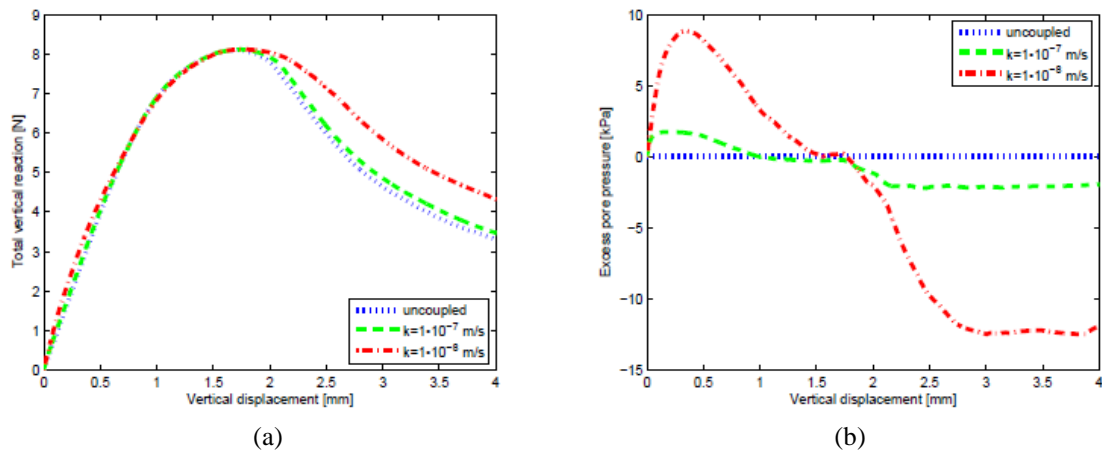 9
8
7
6
5
4
3
2
1
0
0
0.5
1
1.5
2
2.5
3
3.5
4
Total vertical reaction [N]
Vertical displacement [mm]
uncoupled
k=1•10⁻⁷ m/s
k=1•10⁻⁸ m/s
(a)
10
5
0
−5
−10
−15
0
0.5
1
1.5
2
2.5
3
3.5
4
Excess pore pressure [kPa]
Vertical displacement [mm]
uncoupled
k=1•10⁻⁷ m/s
k=1•10⁻⁸ m/s
(b)